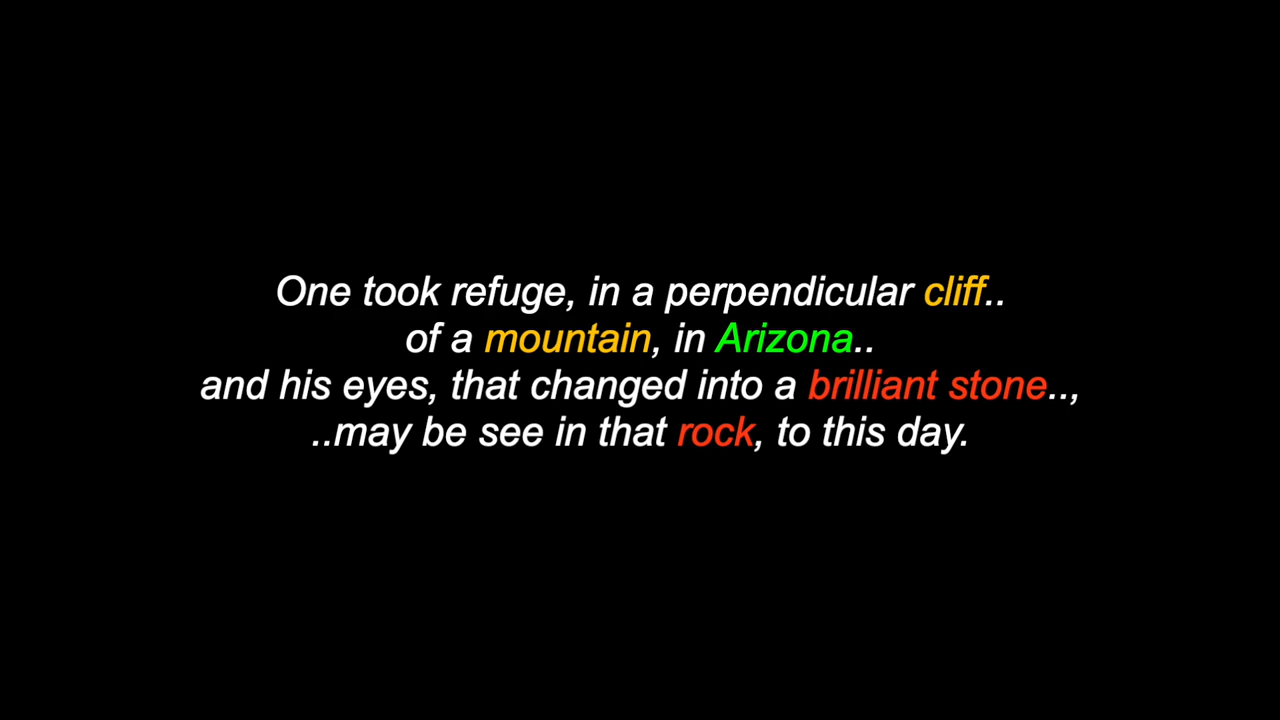 One took refuge, in a perpendicular cliff..
of a mountain, in Arizona..
and his eyes, that changed into a brilliant stone..,
..may be see in that rock, to this day.